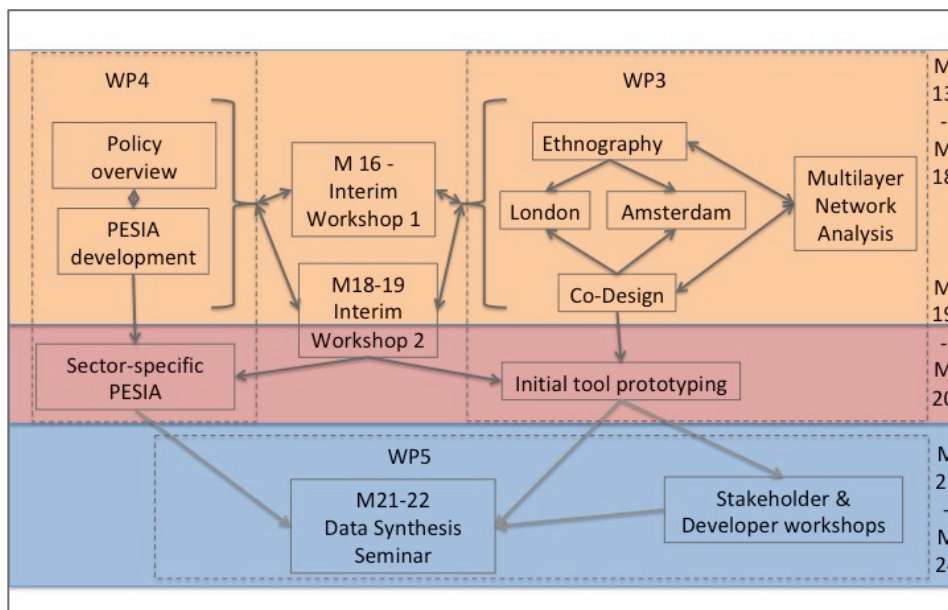 WP4
WP3
Policy
overview
PESIA
development
M 16 -
Interim
Workshop 1
M18-19
Interim
Workshop 2
Ethnography
London
Amsterdam
Co-Design
Multilayer
Network
Analysis
M
13
-
M
18
Sector-specific
PESIA
Initial tool prototyping
M
19
-
M
20
WP5
M21-22
Data Synthesis
Seminar
Stakeholder &
Developer workshops
M
-
M